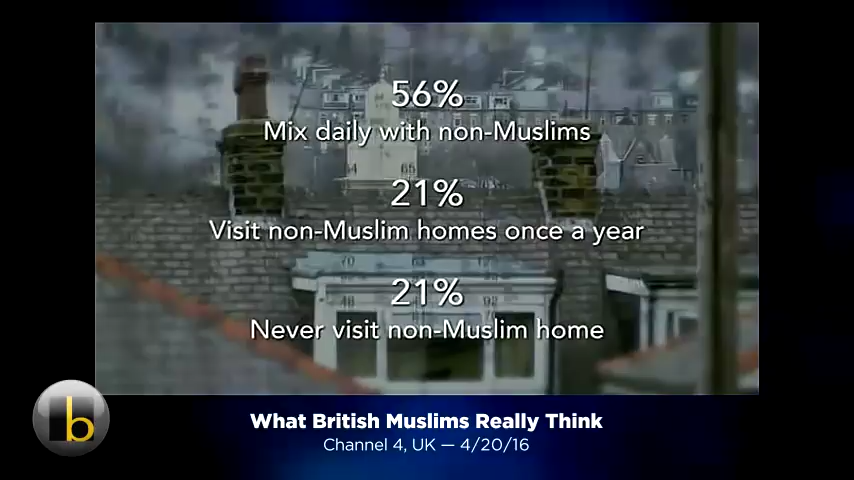 56%
Mix daily with non-Muslims
21%
Visit non-Muslim homes once a year
21%
Never visit non-Muslim home
b
What British Muslims Really Think
Channel 4, UK — 4/20/16